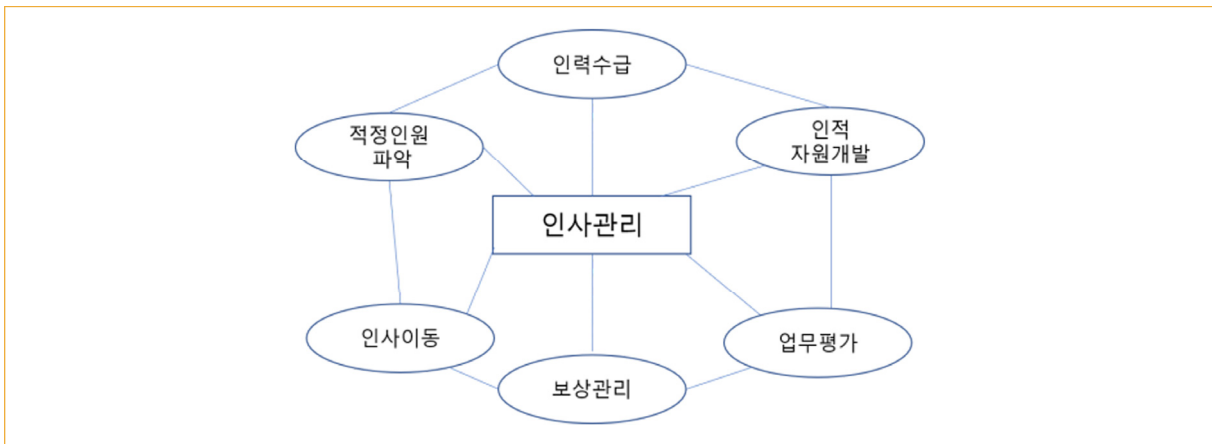 인력수급
적정인원
파악
인적
자원개발
인사관리
인사이동
업무평가
보상관리